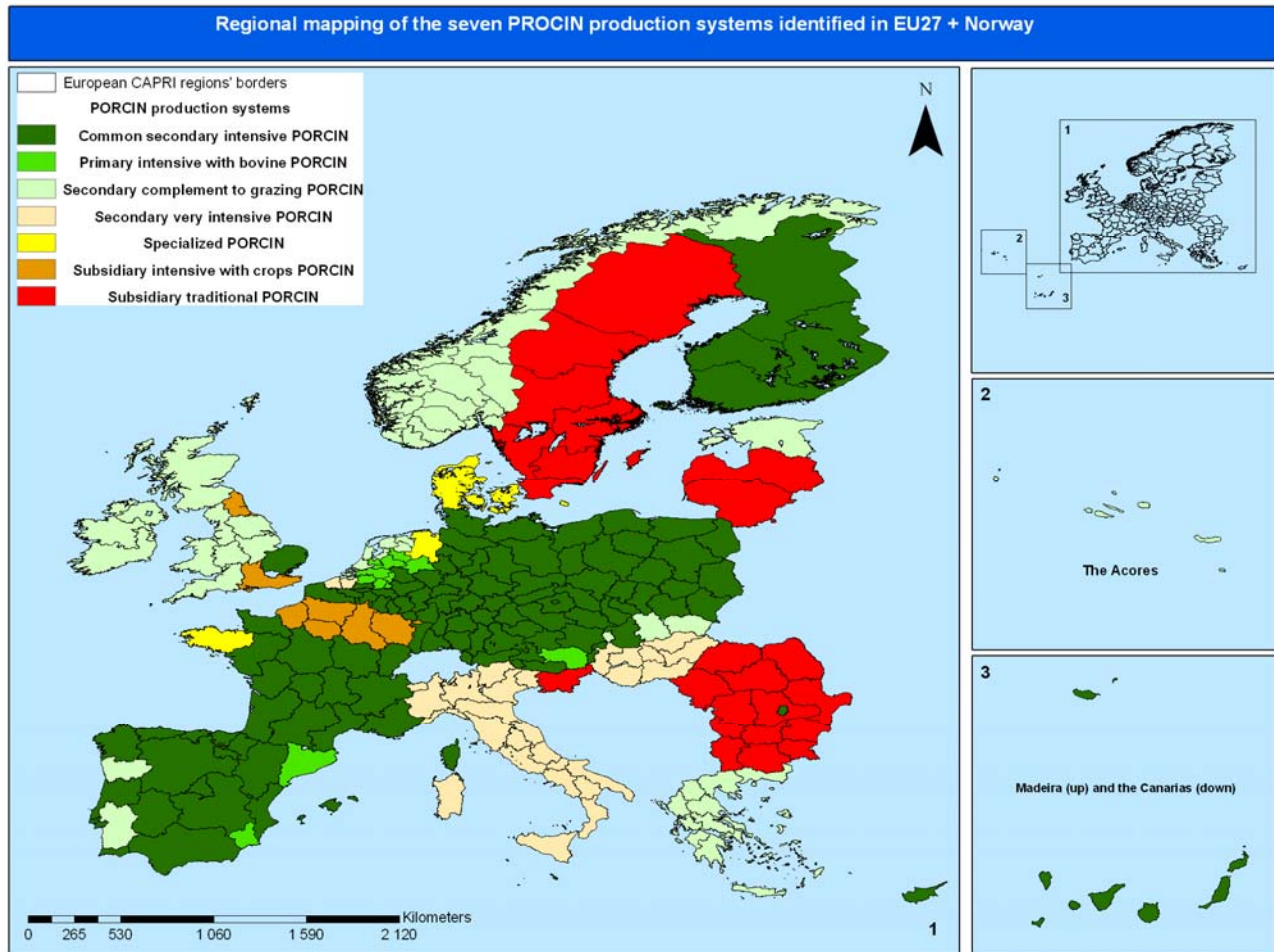 Regional mapping of the seven PROCIN production systems identified in EU27 + Norway
European CAPRI regions' borders
PORCIN production systems
Common secondary intensive PORCIN
Primary intensive with bovine PORCIN
Secondary complement to grazing PORCIN
Secondary very intensive PORCIN
Specialized PORCIN
Subsidiary intensive with crops PORCIN
Subsidiary traditional PORCIN
N
Kilometers
0 265 530 1 060 1 590 2 120
1
1
2
3
2
The Acores
3
Madeira (up) and the Canarias (down)